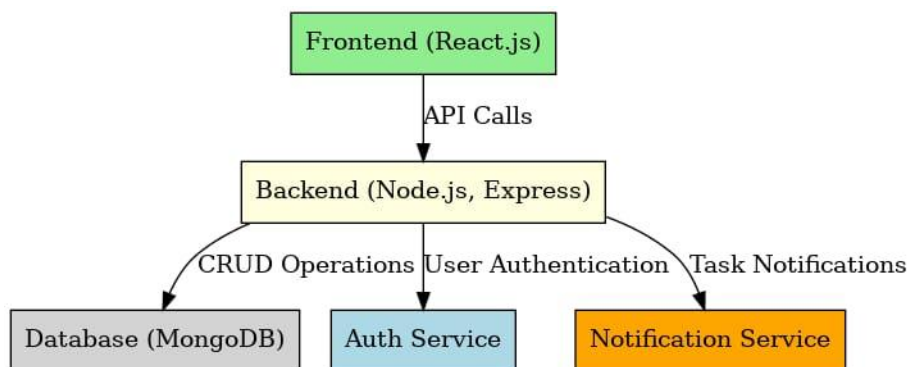 Frontend (React.js)
API Calls
Backend (Node.js, Express)
CRUD Operations
User Authentication
Task Notifications
Database (MongoDB)
Auth Service
Notification Service